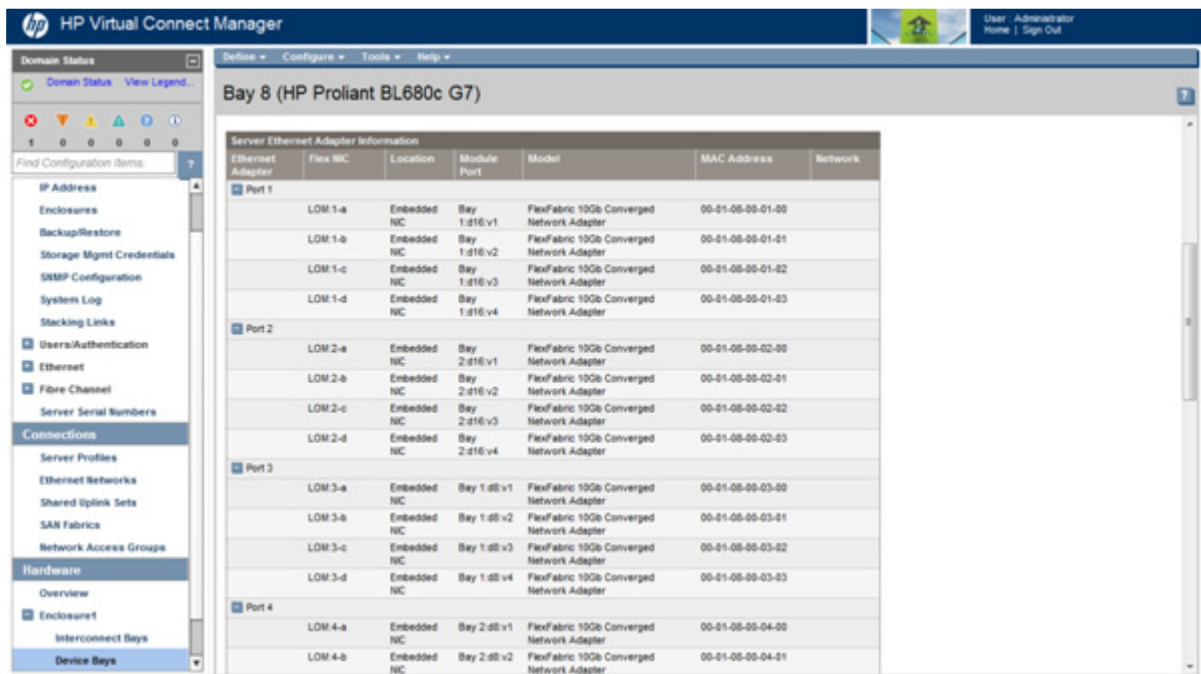 hp HP Virtual Connect Manager
User : Administrator
Home | Sign Out
Domain Status
Domain Status View Legend...
1 0 0 0 0 0
Find Configuration Items.
IP Address
Enclosures
Backup/Restore
Storage Mgmt Credentials
SNMP Configuration
System Log
Stacking Links
Users/Authentication
Ethernet
Fibre Channel
Server Serial Numbers
Connections
Server Profiles
Ethernet Networks
Shared Uplink Sets
SAN Fabrics
Network Access Groups
Hardware
Overview
Enclosure1
Interconnect Bays
Device Bays
Define Configure Tools Help
Bay 8 (HP Proliant BL680c G7)
Server Ethernet Adapter Information
Ethernet Adapter Flex NIC Location Module Port Model MAC Address Network
Port 1
LOM:1-a Embedded NIC Bay 1:d16:v1 FlexFabric 10Gb Converged Network Adapter 00-01-08-00-01-00
LOM:1-b Embedded NIC Bay 1:d16:v2 FlexFabric 10Gb Converged Network Adapter 00-01-08-00-01-01
LOM:1-c Embedded NIC Bay 1:d16:v3 FlexFabric 10Gb Converged Network Adapter 00-01-08-00-01-02
LOM:1-d Embedded NIC Bay 1:d16:v4 FlexFabric 10Gb Converged Network Adapter 00-01-08-00-01-03
Port 2
LOM:2-a Embedded NIC Bay 2:d16:v1 FlexFabric 10Gb Converged Network Adapter 00-01-08-00-02-00
LOM:2-b Embedded NIC Bay 2:d16:v2 FlexFabric 10Gb Converged Network Adapter 00-01-08-00-02-01
LOM:2-c Embedded NIC Bay 2:d16:v3 FlexFabric 10Gb Converged Network Adapter 00-01-08-00-02-02
LOM:2-d Embedded NIC Bay 2:d16:v4 FlexFabric 10Gb Converged Network Adapter 00-01-08-00-02-03
Port 3
LOM:3-a Embedded NIC Bay 1:d8:v1 FlexFabric 10Gb Converged Network Adapter 00-01-08-00-03-00
LOM:3-b Embedded NIC Bay 1:d8:v2 FlexFabric 10Gb Converged Network Adapter 00-01-08-00-03-01
LOM:3-c Embedded NIC Bay 1:d8:v3 FlexFabric 10Gb Converged Network Adapter 00-01-08-00-03-02
LOM:3-d Embedded NIC Bay 1:d8:v4 FlexFabric 10Gb Converged Network Adapter 00-01-08-00-03-03
Port 4
LOM:4-a Embedded NIC Bay 2:d8:v1 FlexFabric 10Gb Converged Network Adapter 00-01-08-00-04-00
LOM:4-b Embedded NIC Bay 2:d8:v2 FlexFabric 10Gb Converged Network Adapter 00-01-08-00-04-01